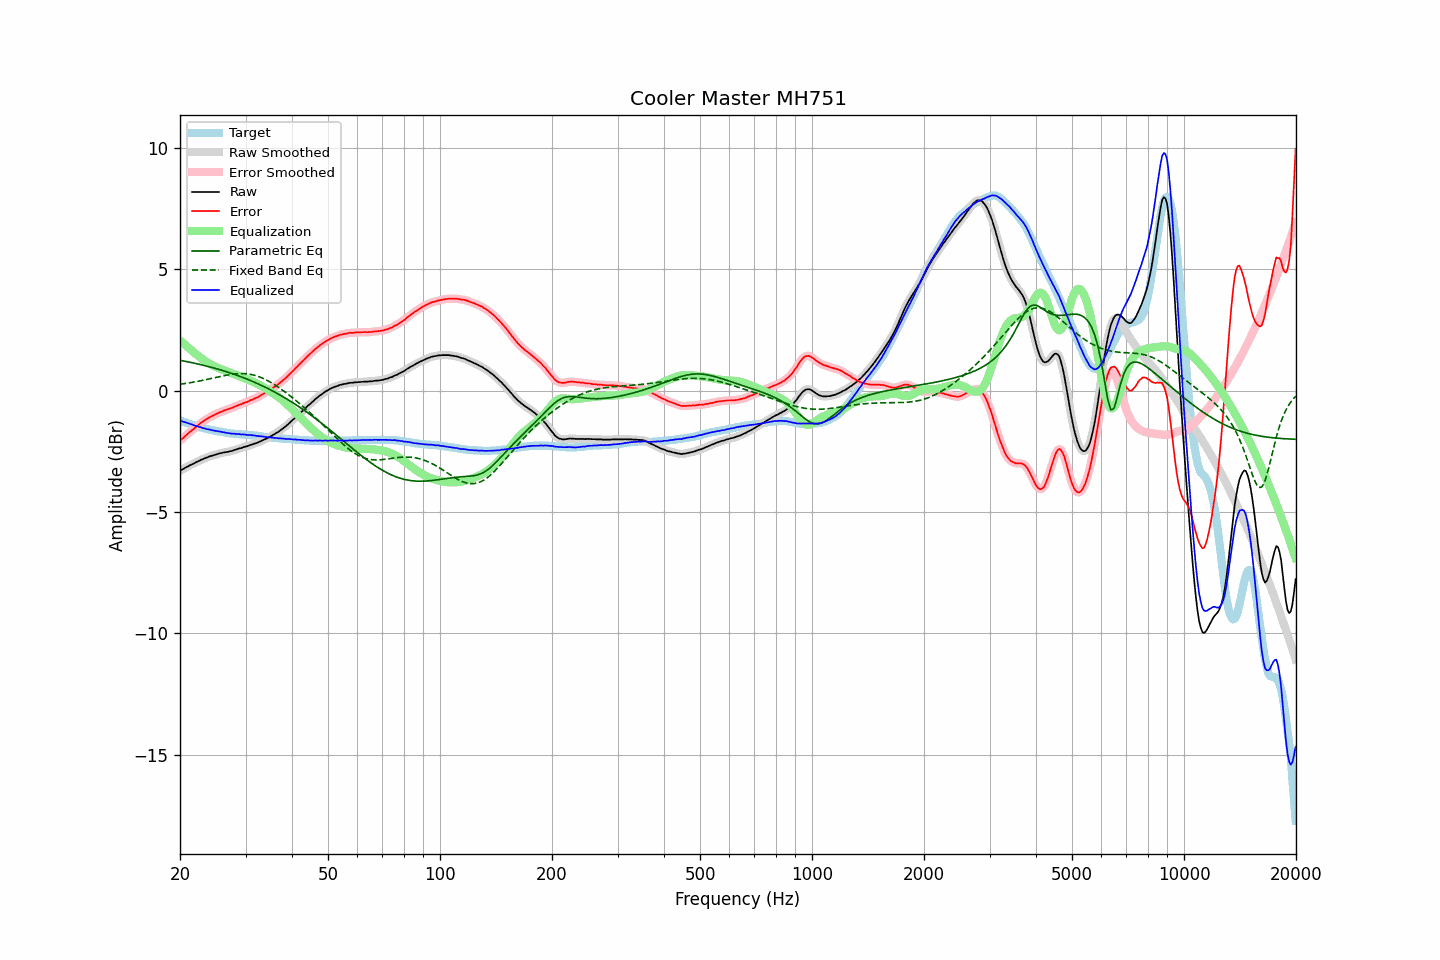 Cooler Master MH751
Target
Raw Smoothed
Error Smoothed
Raw
Error
Equalization
Parametric Eq
Fixed Band Eq
Equalized
10
5
0
−5
−10
−15
Amplitude (dBr)
20
50
100
200
500
1000
2000
5000
10000
20000
Frequency (Hz)